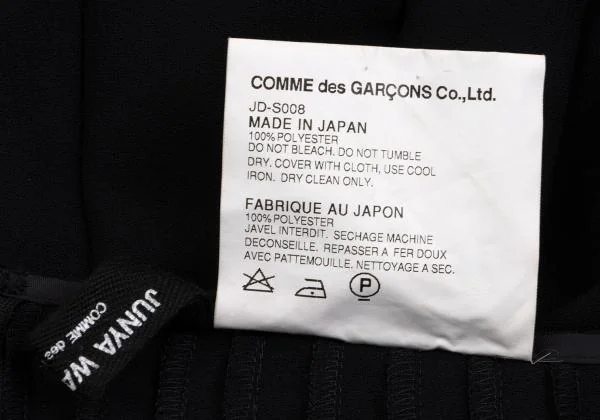 COMME des GARÇONS Co.,Ltd.
JD-S008
MADE IN JAPAN
100% POLYESTER
DO NOT BLEACH. DO NOT TUMBLE
DRY. COVER WITH CLOTH, USE COOL
IRON. DRY CLEAN ONLY.
FABRIQUE AU JAPON
100% POLYESTER
JAVEL INTERDIT. SECHAGE MACHINE
DECONSEILLE. REPASSER A FER DOUX
AVEC PATTEMOUILLE. NETTOYAGE A SEC.
P
JUNYA WA
COMME des